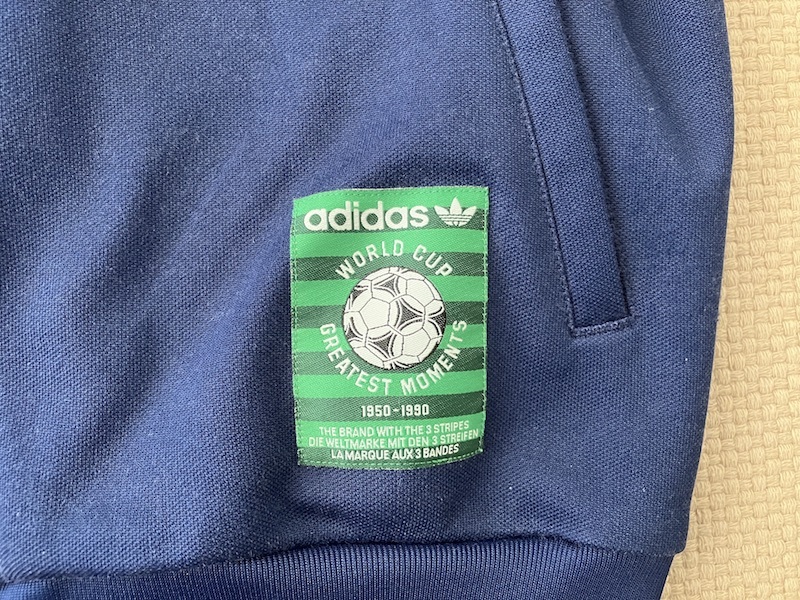 adidas
WORLD CUP
GREATEST MOMENTS
1950-1990
THE BRAND WITH THE 3 STRIPES
DIE WELTMARKE MIT DEN 3 STREIFEN
LA MARQUE AUX 3 BANDES